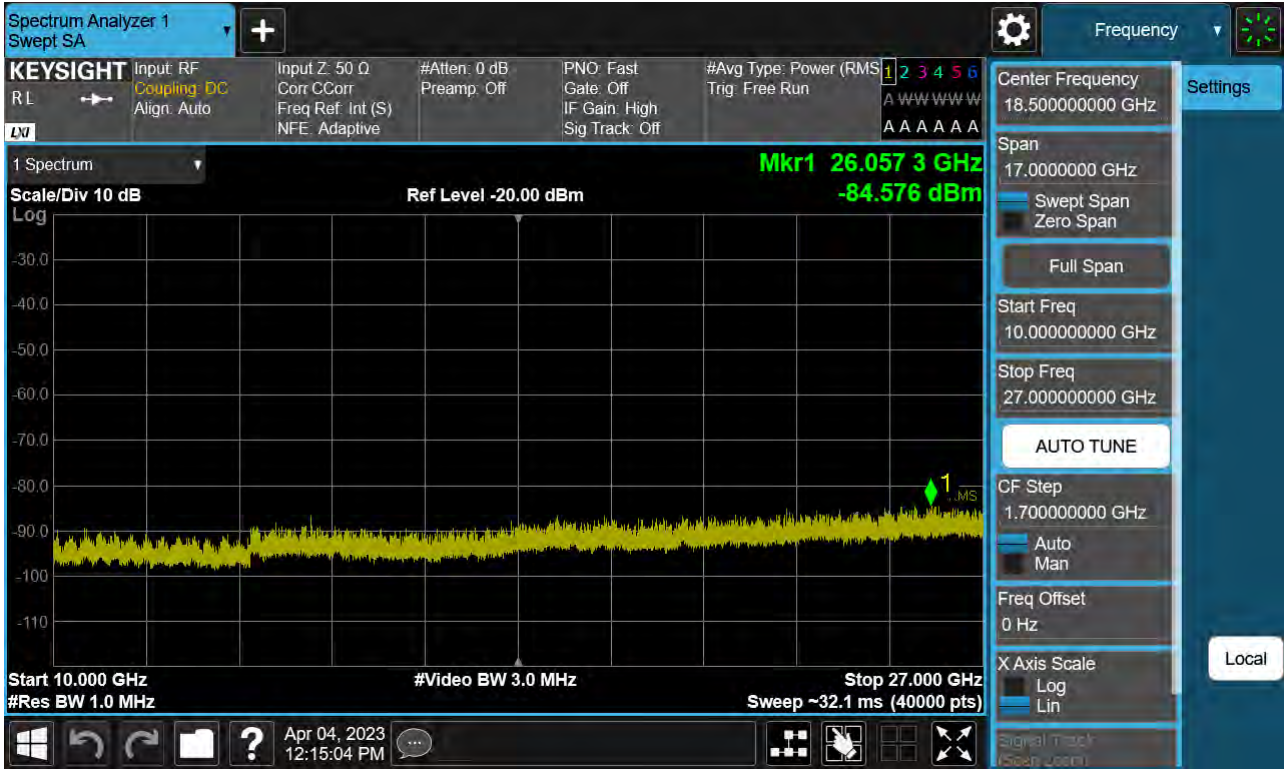 Spectrum Analyzer 1
Swept SA
+
Frequency
KEYSIGHT
RL
LXI
Input: RF
Coupling: DC
Align: Auto
Input Z: 50 Ω
Corr CCorr
Freq Ref: Int (S)
NFE: Adaptive
#Atten: 0 dB
Preamp: Off
PNO: Fast
Gate: Off
IF Gain: High
Sig Track: Off
#Avg Type: Power (RMS
Trig: Free Run
1 2 3 4 5 6
A W W W W W
A A A A A A
1 Spectrum
Scale/Div 10 dB
Log
Ref Level -20.00 dBm
Mkr1 26.057 3 GHz
-84.576 dBm
-30.0
-40.0
-50.0
-60.0
-70.0
-80.0
-90.0
-100
-110
1
Start 10.000 GHz
#Res BW 1.0 MHz
#Video BW 3.0 MHz
Stop 27.000 GHz
Sweep ~32.1 ms (40000 pts)
Center Frequency
18.500000000 GHz
Span
17.0000000 GHz
Swept Span
Zero Span
Full Span
Start Freq
10.000000000 GHz
Stop Freq
27.000000000 GHz
AUTO TUNE
CF Step
1.700000000 GHz
Auto
Man
Freq Offset
0 Hz
X Axis Scale
Log
Lin
Signal Track
(Span Zoom)
Settings
Local
?
Apr 04, 2023
12:15:04 PM